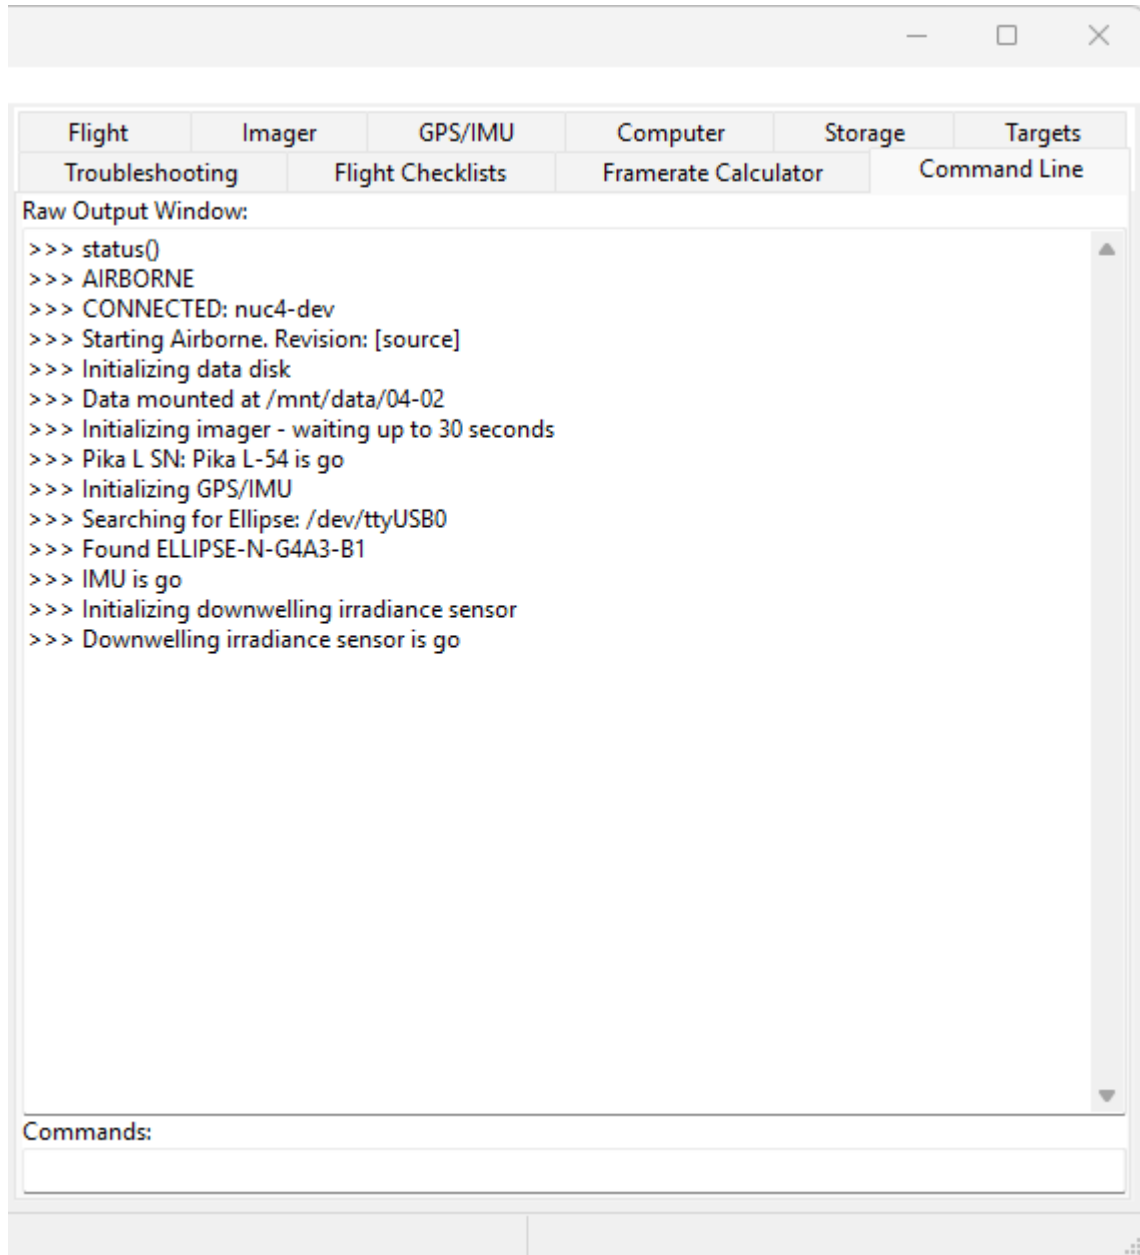 Flight Imager GPS/IMU Computer Storage Targets
Troubleshooting Flight Checklists Framerate Calculator Command Line
Raw Output Window:
>>> status()
>>> AIRBORNE
>>> CONNECTED: nuc4-dev
>>> Starting Airborne. Revision: [source]
>>> Initializing data disk
>>> Data mounted at /mnt/data/04-02
>>> Initializing imager - waiting up to 30 seconds
>>> Pika L SN: Pika L-54 is go
>>> Initializing GPS/IMU
>>> Searching for Ellipse: /dev/ttyUSB0
>>> Found ELLIPSE-N-G4A3-B1
>>> IMU is go
>>> Initializing downwelling irradiance sensor
>>> Downwelling irradiance sensor is go
Commands: